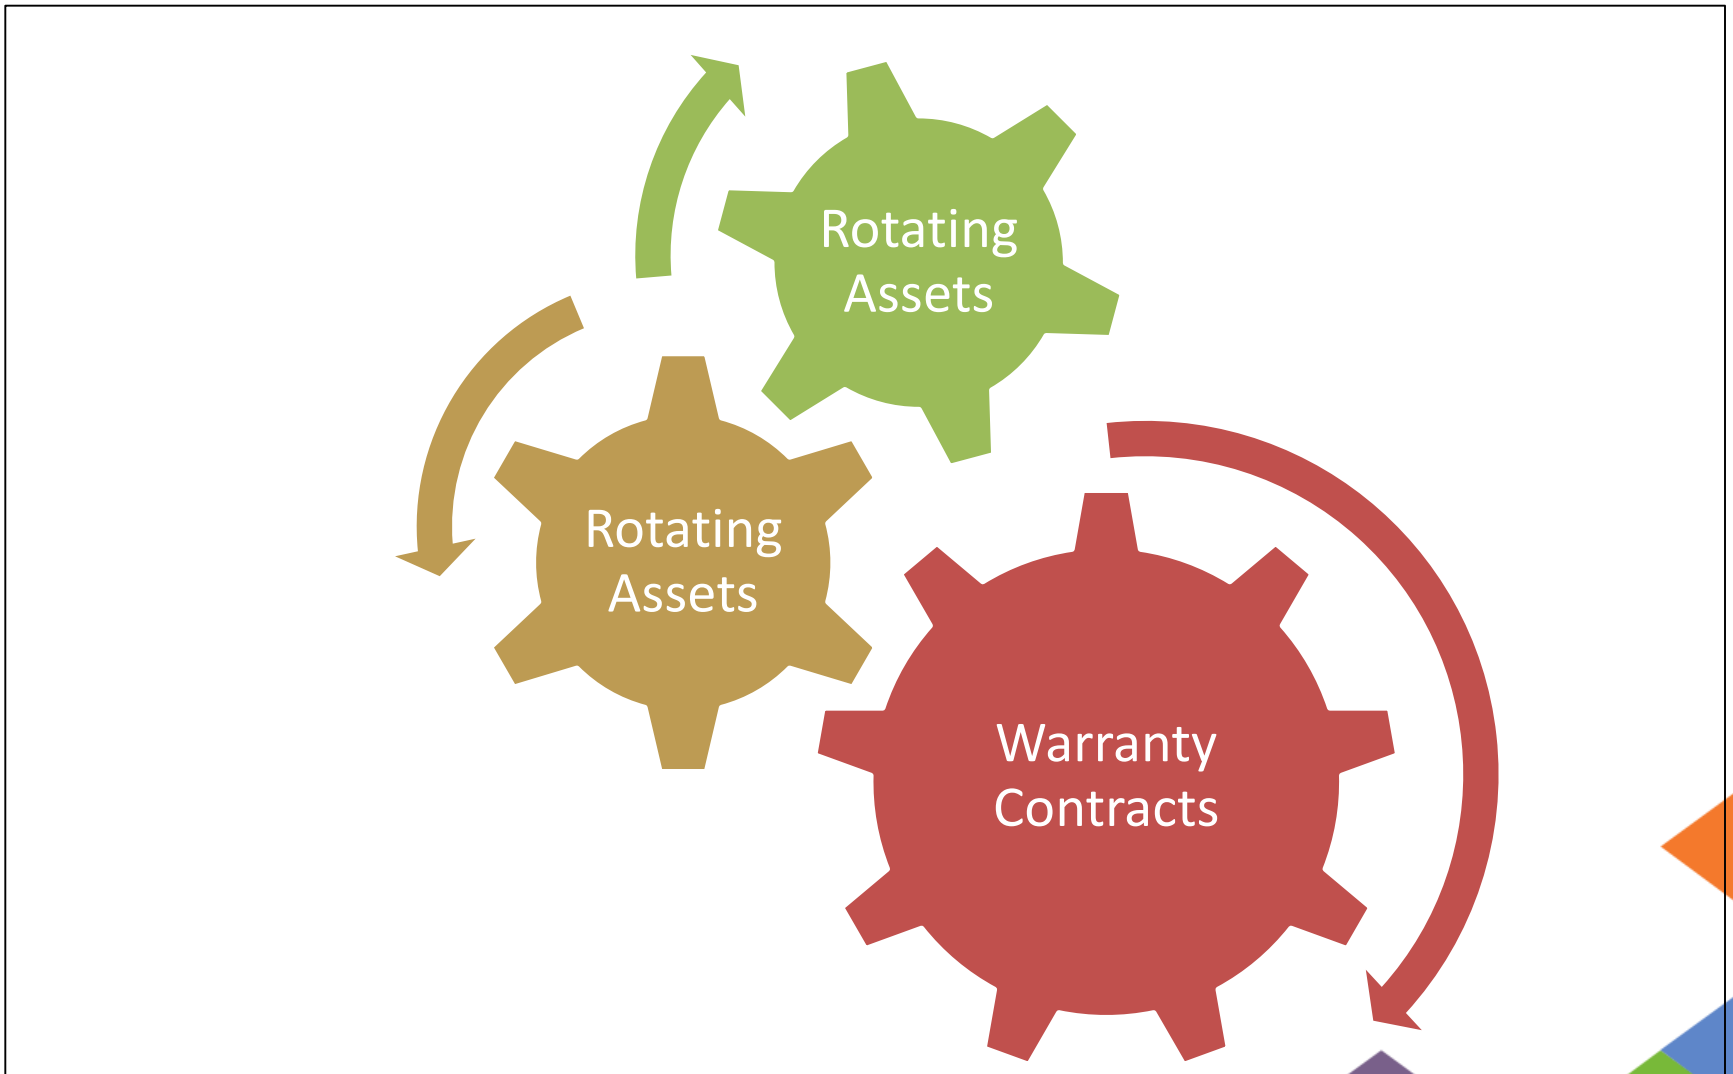 Rotating
Assets
Rotating
Assets
Warranty
Contracts